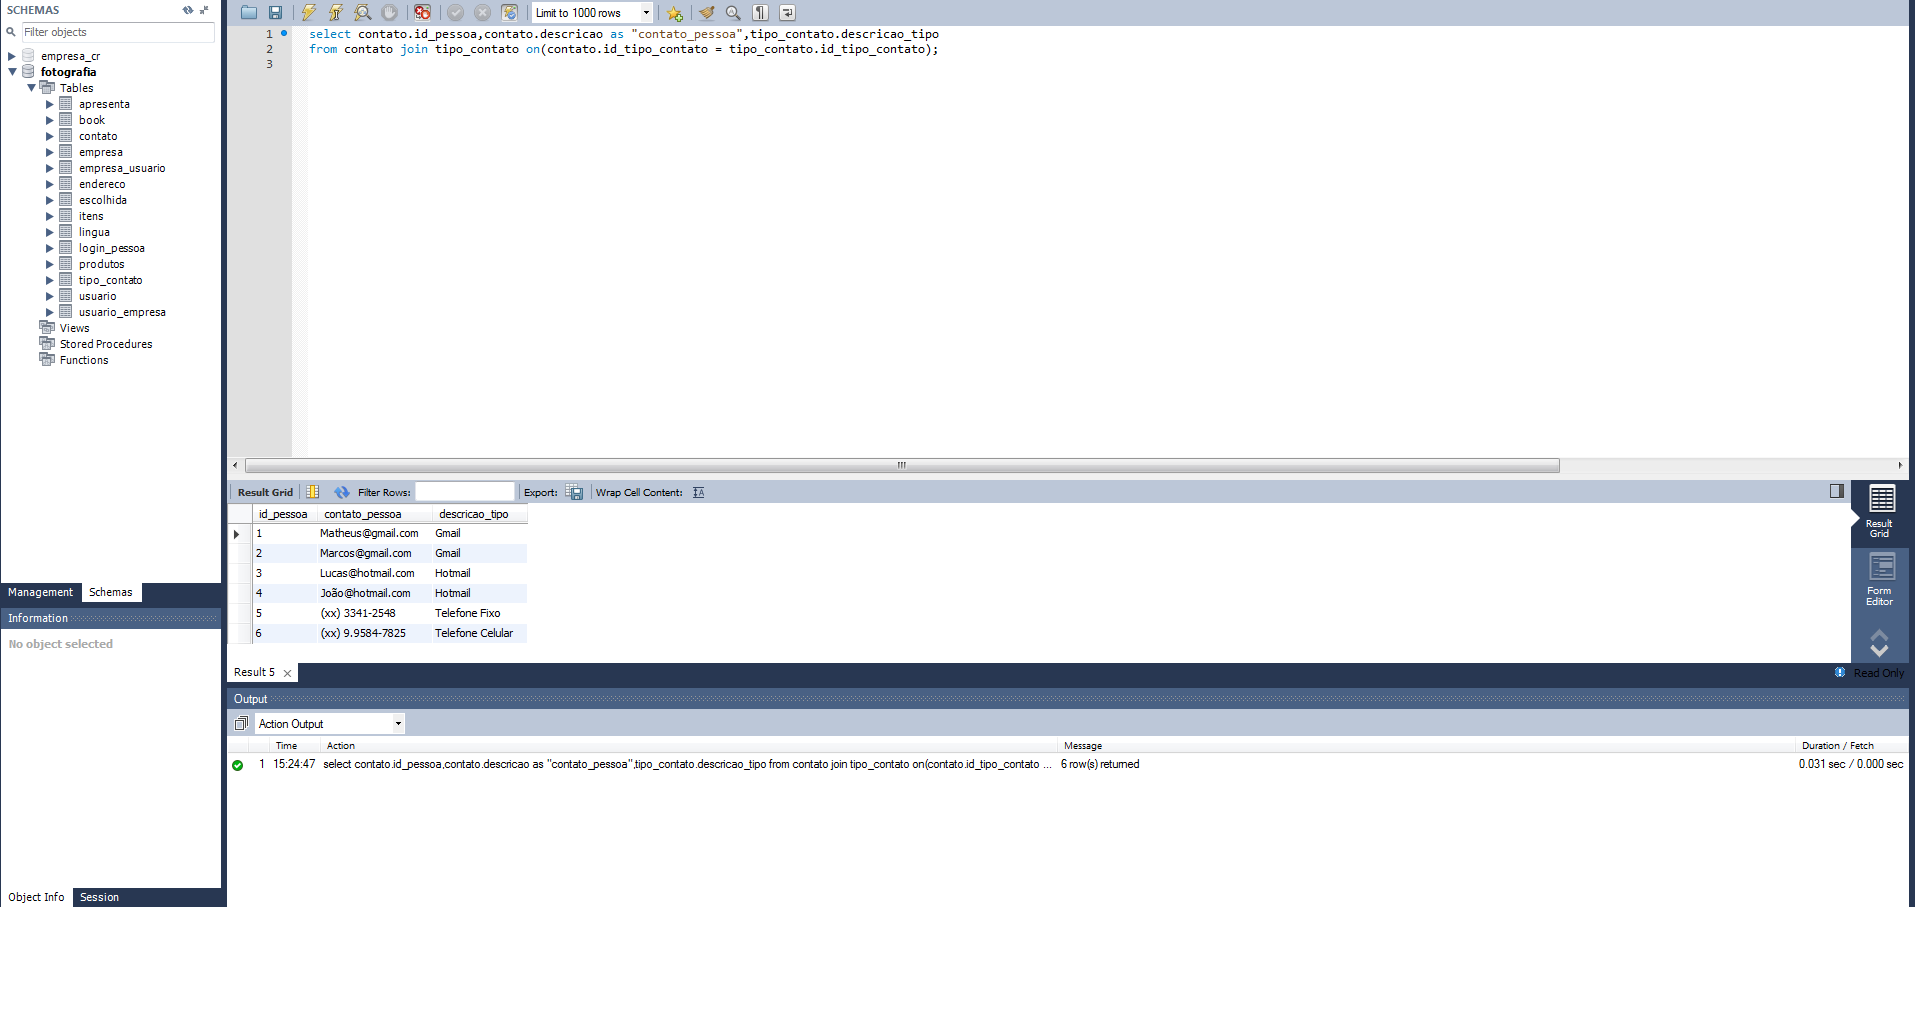 SCHEMAS
Filter objects
empresa_cr
fotografia
Tables
apresenta
book
contato
empresa
empresa_usuario
endereco
escolhida
itens
lingua
login_pessoa
produtos
tipo_contato
usuario
usuario_empresa
Views
Stored Procedures
Functions
Management Schemas
Information
No object selected
Object Info Session
Limit to 1000 rows
1 select contato.id_pessoa,contato.descricao as "contato_pessoa",tipo_contato.descricao_tipo
2 from contato join tipo_contato on(contato.id_tipo_contato = tipo_contato.id_tipo_contato);
3
Result Grid Filter Rows: Export: Wrap Cell Content:
id_pessoa contato_pessoa descricao_tipo
1 Matheus@gmail.com Gmail
2 Marcos@gmail.com Gmail
3 Lucas@hotmail.com Hotmail
4 João@hotmail.com Hotmail
5 (xx) 3341-2548 Telefone Fixo
6 (xx) 9.9584-7825 Telefone Celular
Result
Grid
Form
Editor
Result 5 Read Only
Output
Action Output
Time Action Message Duration / Fetch
1 15:24:47 select contato.id_pessoa,contato.descricao as "contato_pessoa",tipo_contato.descricao_tipo from contato join tipo_contato on(contato.id_tipo_contato ... 6 row(s) returned 0.031 sec / 0.000 sec